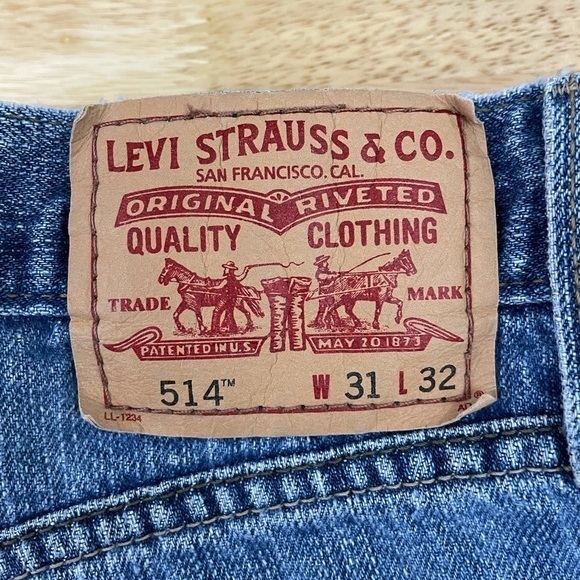 LEVI STRAUSS & CO.
SAN FRANCISCO. CAL.
ORIGINAL RIVETED
QUALITY CLOTHING
TRADE MARK
PATENTED IN U.S. MAY 20 1873
514™ W 31 L 32
LL-1234